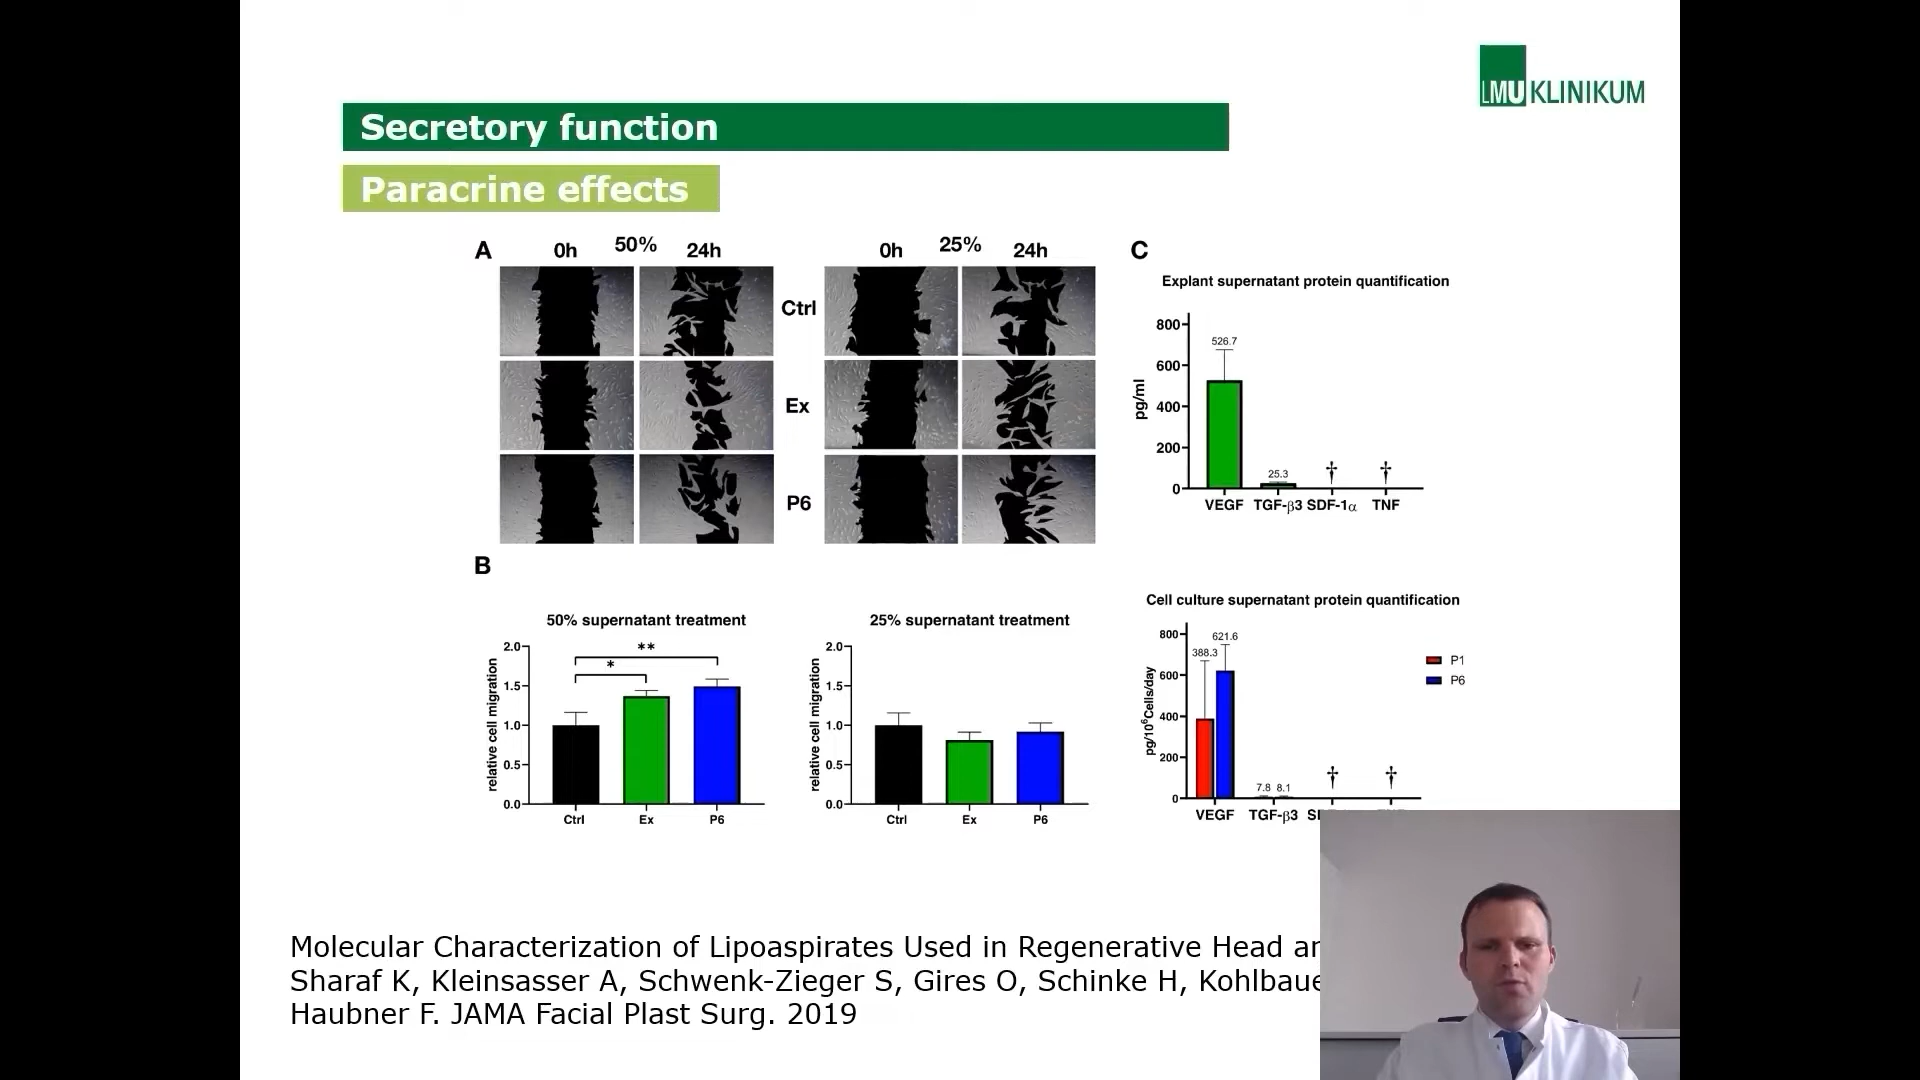 LMU KLINIKUM
Secretory function
Paracrine effects
A
0h 50% 24h
0h 25% 24h
Ctrl
Ex
P6
B
50% supernatant treatment
relative cell migration
2.0
1.5
1.0
0.5
0.0
**
*
Ctrl Ex P6
25% supernatant treatment
relative cell migration
2.0
1.5
1.0
0.5
0.0
Ctrl Ex P6
C
Explant supernatant protein quantification
pg/ml
800
600
400
200
0
526.7
25.3
† †
VEGF TGF-β3 SDF-1α TNF
Cell culture supernatant protein quantification
pg/10⁶Cells/day
800
600
400
200
0
388.3 621.6
7.8 8.1
† †
P1
P6
VEGF TGF-β3
Molecular Characterization of Lipoaspirates Used in Regenerative Head
Sharaf K, Kleinsasser A, Schwenk-Zieger S, Gires O, Schinke H,
Haubner F. JAMA Facial Plast Surg. 2019